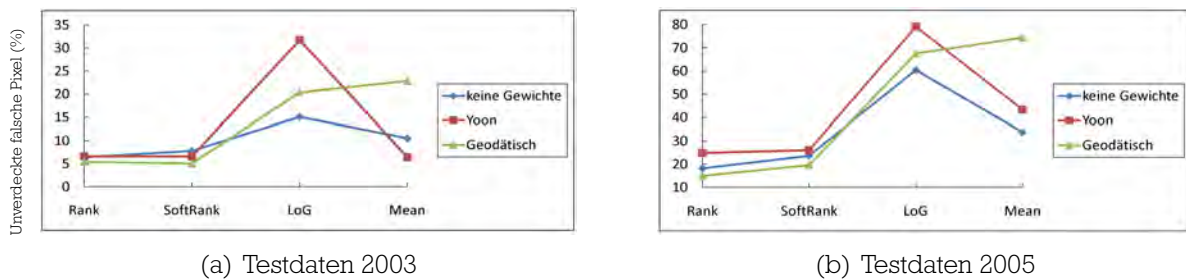 Unverdeckte falsche Pixel (%)
35
30
25
20
15
10
5
0
Rank SoftRank LoG Mean
keine Gewichte
Yoon
Geodätisch
(a) Testdaten 2003
80
70
60
50
40
30
20
10
Rank SoftRank LoG Mean
keine Gewichte
Yoon
Geodätisch
(b) Testdaten 2005